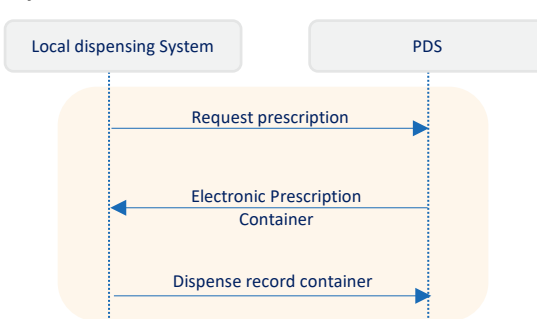 Local dispensing System
PDS
Request prescription
Electronic Prescription
Container
Dispense record container